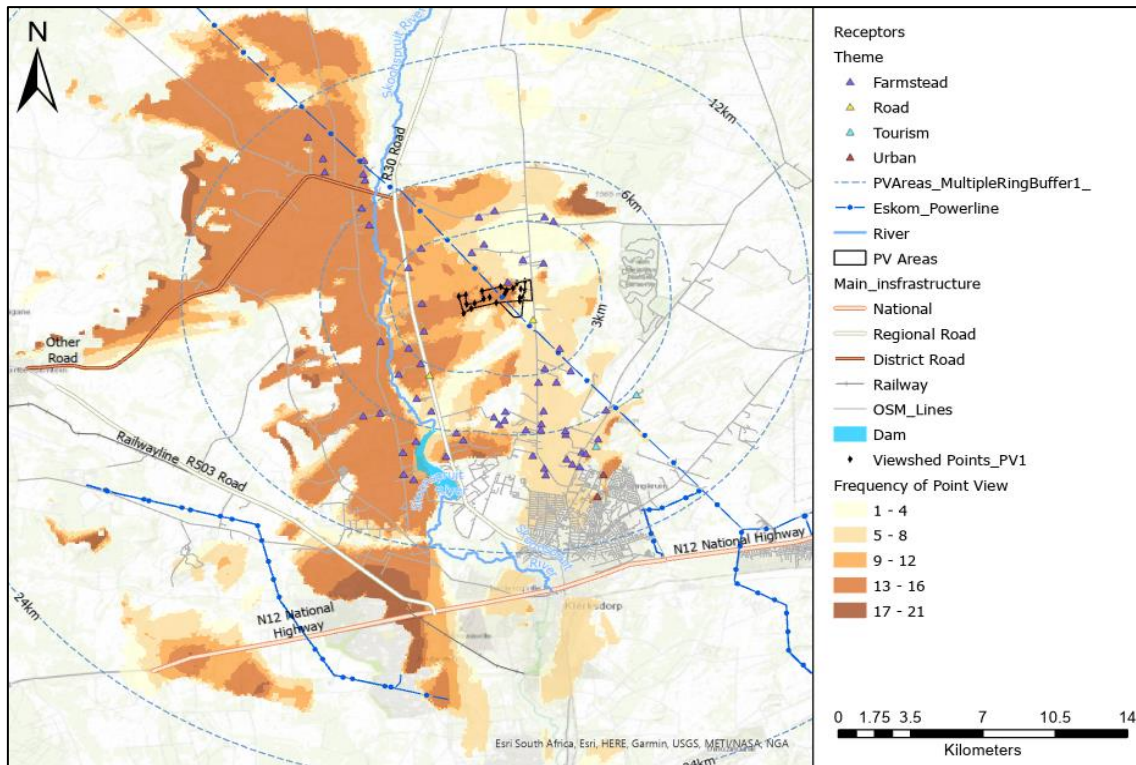 N
Skoonspruit River
12km
R30 Road
6km
3km
Other
Road
Railwayline
R503 Road
N12 National Highway
River
N12 National
Highway
Klerksdorp
24km
24km
Esri South Africa, Esri, HERE, Garmin, USGS, METI/NASA, NGA
Receptors
Theme
Farmstead
Road
Tourism
Urban
PVAreas_MultipleRingBuffer1_
Eskom_Powerline
River
PV Areas
Main_insfrastructure
National
Regional Road
District Road
Railway
OSM_Lines
Dam
Viewshed Points_PV1
Frequency of Point View
1 - 4
5 - 8
9 - 12
13 - 16
17 - 21
0 1.75 3.5 7 10.5 14
Kilometers